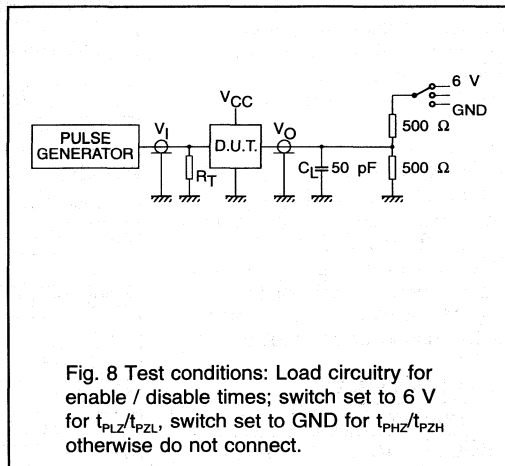 6 V
GND
500 Ω
V_CC
PULSE GENERATOR
V_I
D.U.T.
V_O
R_T
C_L 50 pF
500 Ω
Fig. 8 Test conditions: Load circuitry for
enable / disable times; switch set to 6 V
for t_PLZ/t_PZL, switch set to GND for t_PHZ/t_PZH
otherwise do not connect.